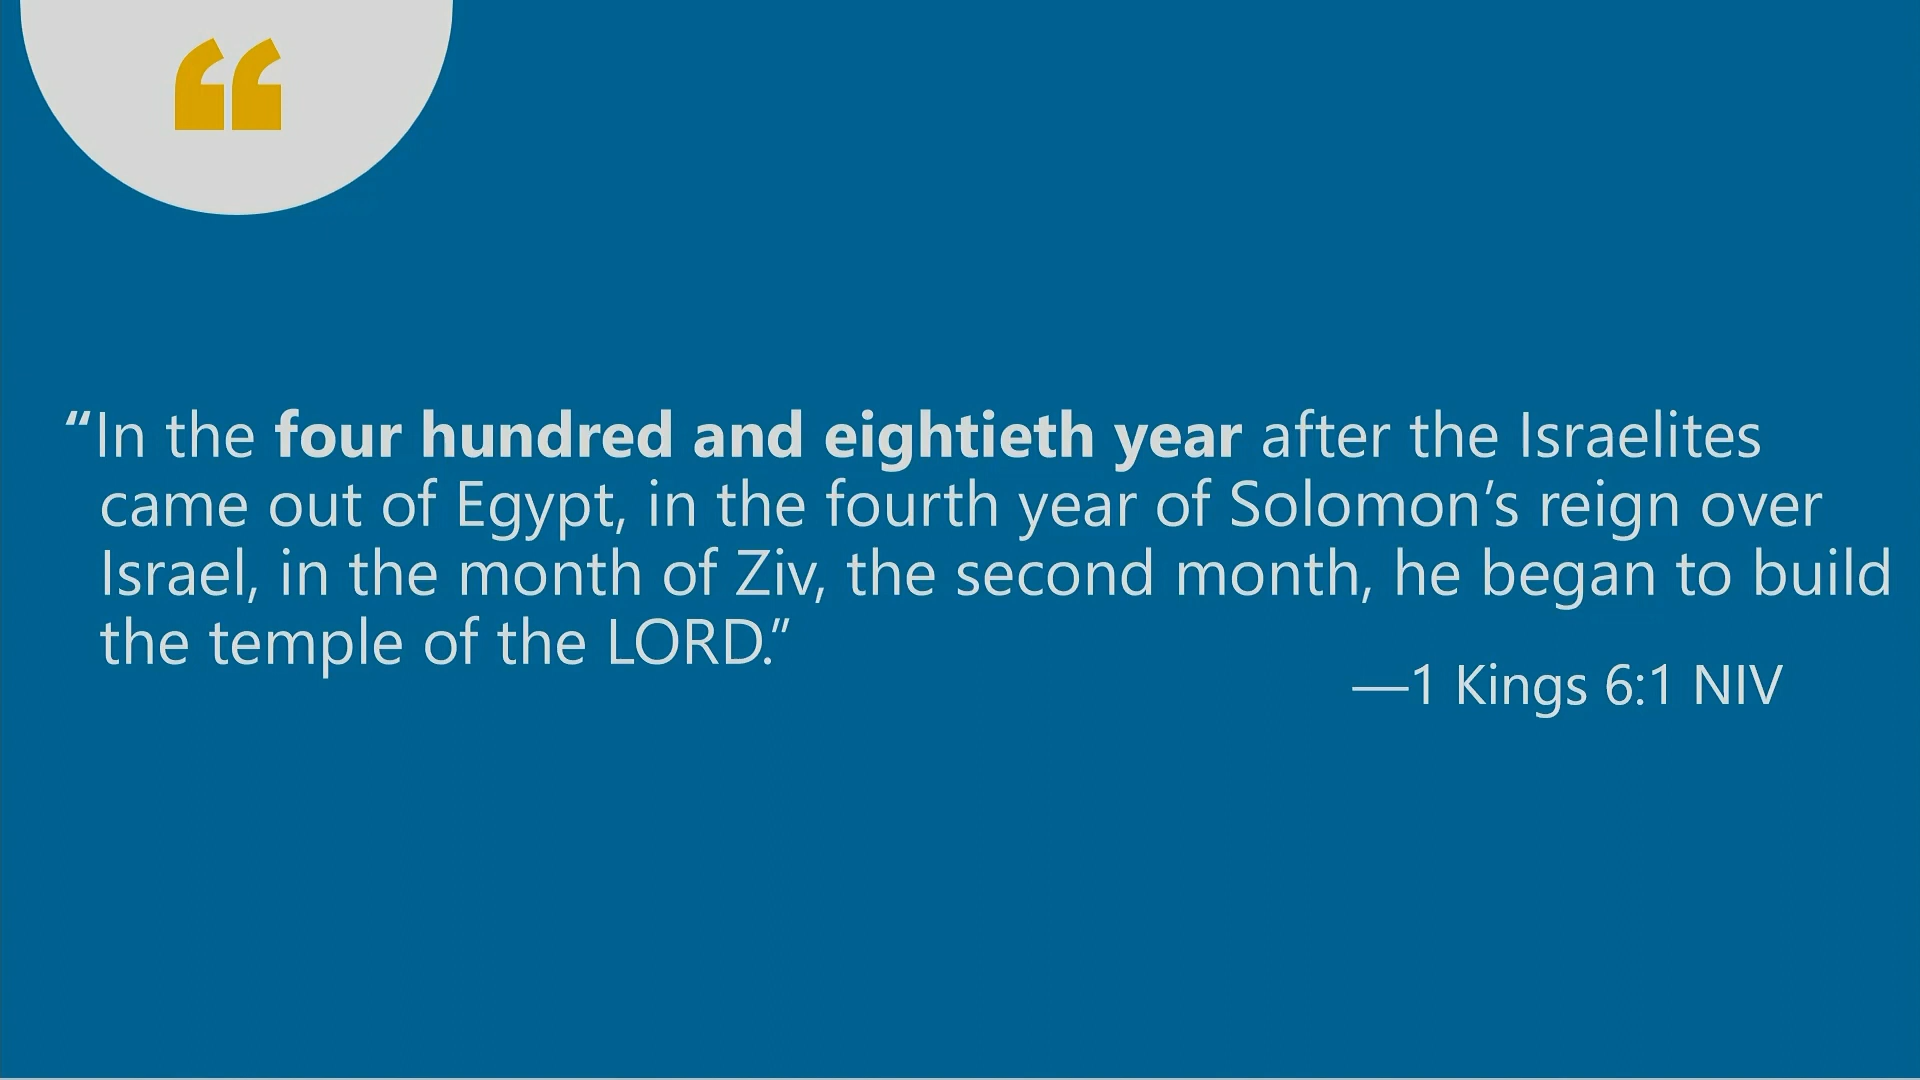 “
“In the four hundred and eightieth year after the Israelites
came out of Egypt, in the fourth year of Solomon’s reign over
Israel, in the month of Ziv, the second month, he began to build
the temple of the LORD.”
—1 Kings 6:1 NIV